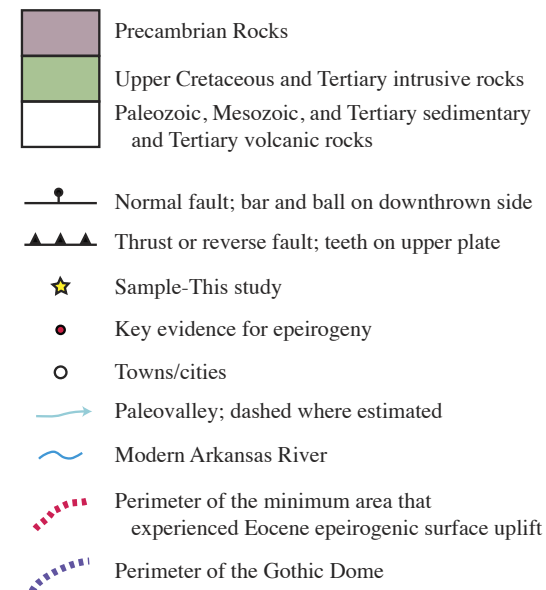 Precambrian Rocks
Upper Cretaceous and Tertiary intrusive rocks
Paleozoic, Mesozoic, and Tertiary sedimentary
and Tertiary volcanic rocks
Normal fault; bar and ball on downthrown side
Thrust or reverse fault; teeth on upper plate
Sample-This study
Key evidence for epeirogeny
Towns/cities
Paleovalley; dashed where estimated
Modern Arkansas River
Perimeter of the minimum area that
experienced Eocene epeirogenic surface uplift
Perimeter of the Gothic Dome